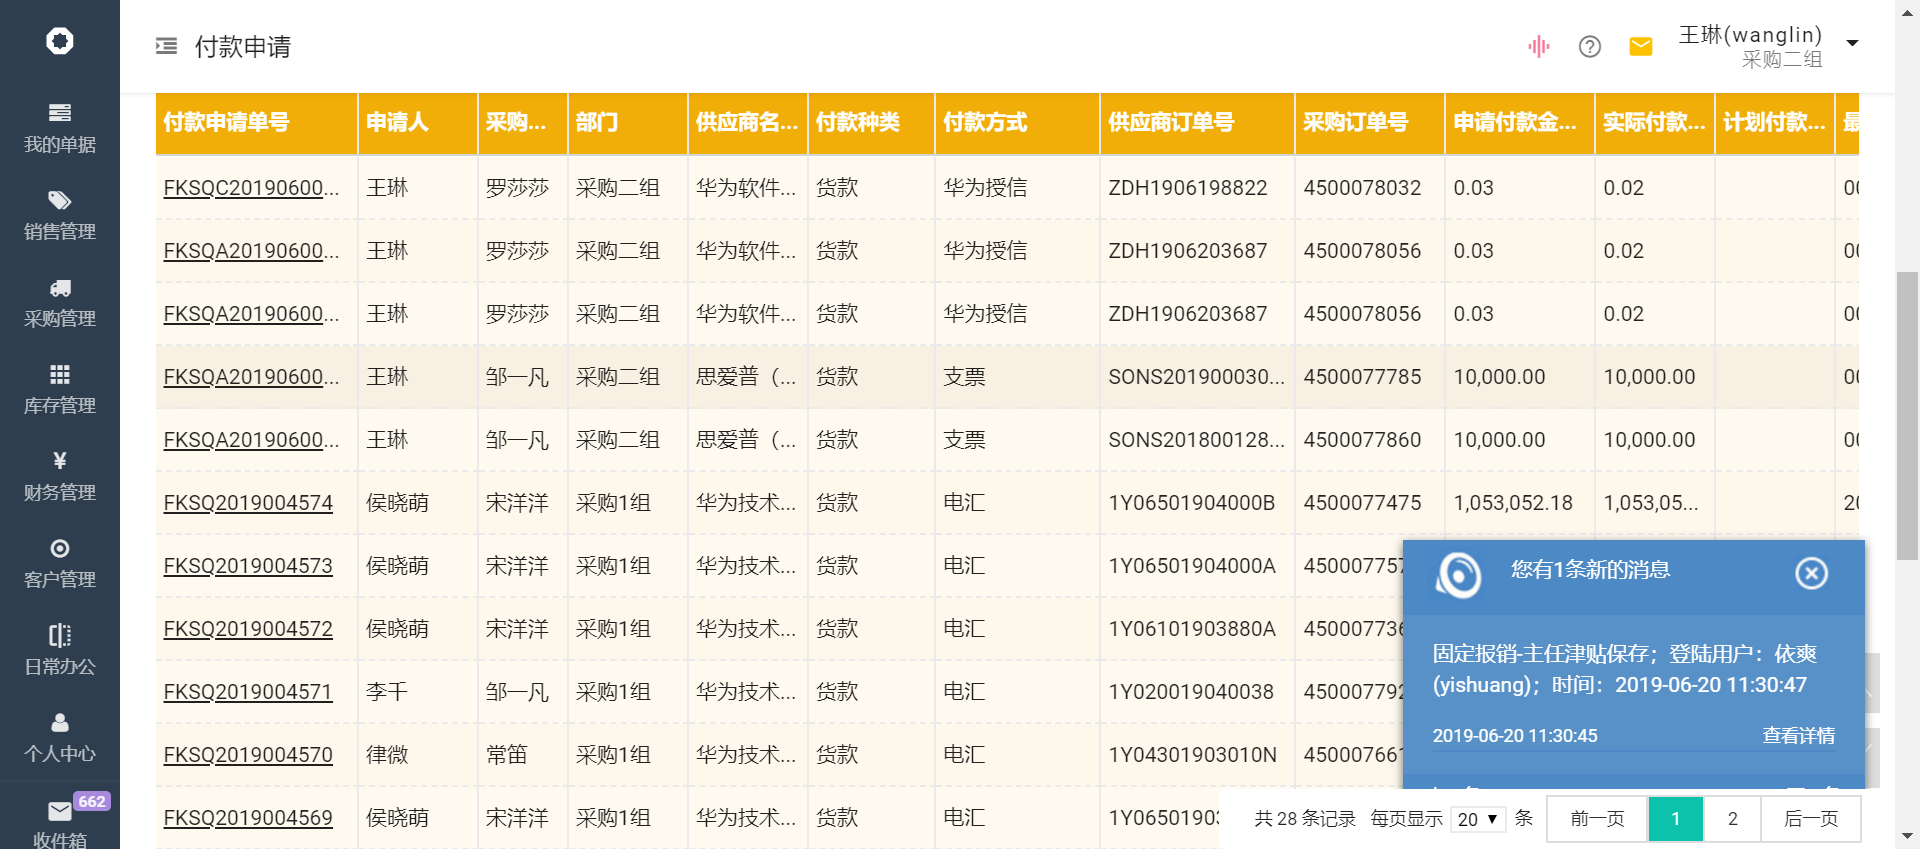 付款申请
王琳(wanglin)
采购二组
我的单据
销售管理
采购管理
库存管理
财务管理
客户管理
日常办公
个人中心
662
收件箱
付款申请单号 申请人 采购... 部门 供应商名... 付款种类 付款方式 供应商订单号 采购订单号 申请付款金... 实际付款... 计划付款... 最
FKSQC20190600... 王琳 罗莎莎 采购二组 华为软件... 货款 华为授信 ZDH1906198822 4500078032 0.03 0.02 00
FKSQA20190600... 王琳 罗莎莎 采购二组 华为软件... 货款 华为授信 ZDH1906203687 4500078056 0.03 0.02 00
FKSQA20190600... 王琳 罗莎莎 采购二组 华为软件... 货款 华为授信 ZDH1906203687 4500078056 0.03 0.02 00
FKSQA20190600... 王琳 邹一凡 采购二组 思爱普（... 货款 支票 SONS201900030... 4500077785 10,000.00 10,000.00 00
FKSQA20190600... 王琳 邹一凡 采购二组 思爱普（... 货款 支票 SONS201800128... 4500077860 10,000.00 10,000.00 00
FKSQ2019004574 侯晓萌 宋洋洋 采购1组 华为技术... 货款 电汇 1Y06501904000B 4500077475 1,053,052.18 1,053,05... 20
FKSQ2019004573 侯晓萌 宋洋洋 采购1组 华为技术... 货款 电汇 1Y06501904000A 450007757
FKSQ2019004572 侯晓萌 宋洋洋 采购1组 华为技术... 货款 电汇 1Y06101903880A 450007736
FKSQ2019004571 李千 邹一凡 采购1组 华为技术... 货款 电汇 1Y020019040038 450007792
FKSQ2019004570 律微 常笛 采购1组 华为技术... 货款 电汇 1Y04301903010N 450007661
FKSQ2019004569 侯晓萌 宋洋洋 采购1组 华为技术... 货款 电汇 1Y06501903
您有1条新的消息
固定报销-主任津贴保存；登陆用户：依爽
(yishuang)；时间：2019-06-20 11:30:47
2019-06-20 11:30:45 查看详情
共 28 条记录 每页显示 20 条 前一页 1 2 后一页